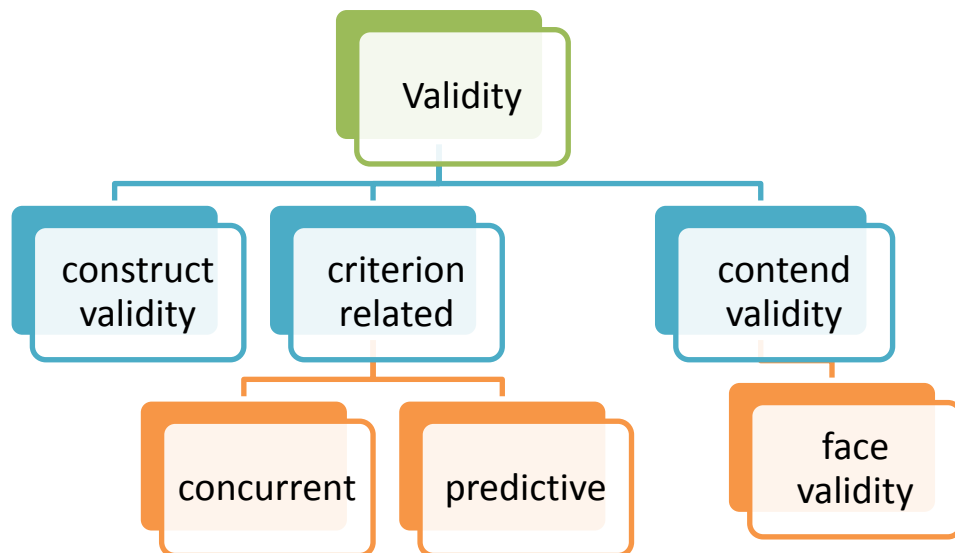 Validity
construct
validity
criterion
related
contend
validity
concurrent
predictive
face
validity